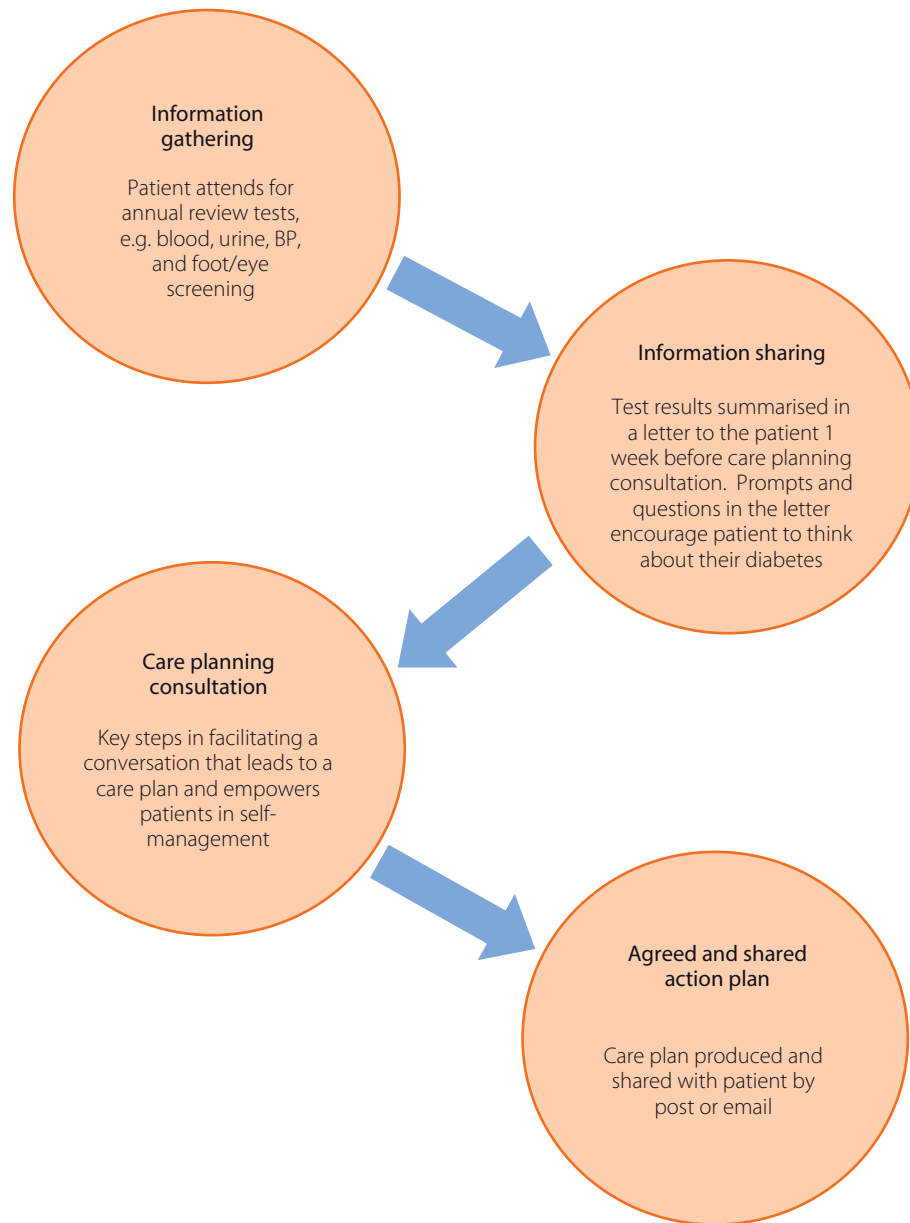 Information
gathering
Patient attends for
annual review tests,
e.g. blood, urine, BP,
and foot/eye
screening
Information sharing
Test results summarised in
a letter to the patient 1
week before care planning
consultation. Prompts and
questions in the letter
encourage patient to think
about their diabetes
Care planning
consultation
Key steps in facilitating a
conversation that leads to a
care plan and empowers
patients in self-
management
Agreed and shared
action plan
Care plan produced and
shared with patient by
post or email